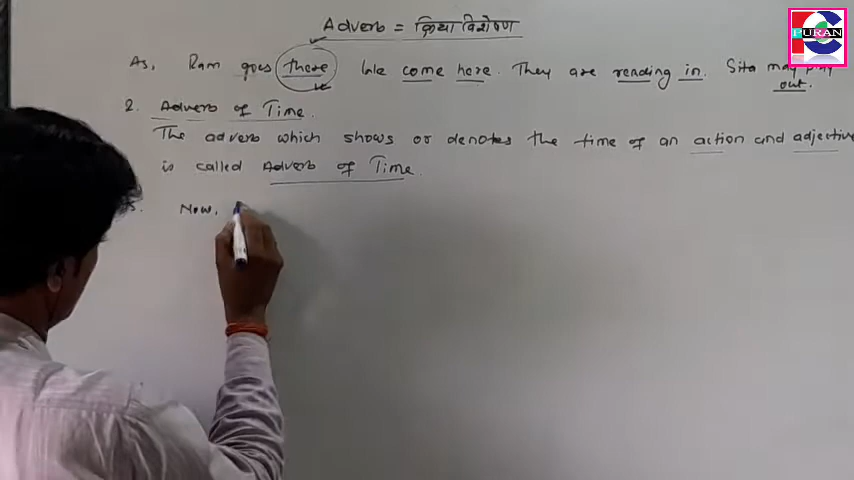 Adverb = क्रिया विशेषण
PURAN
As, Ram goes there We come here. They are reading in. Sita may play
out.
2. Adverb of Time.
The adverb which shows or denotes the time of an action and adjective
is called Adverb of Time.
Now,